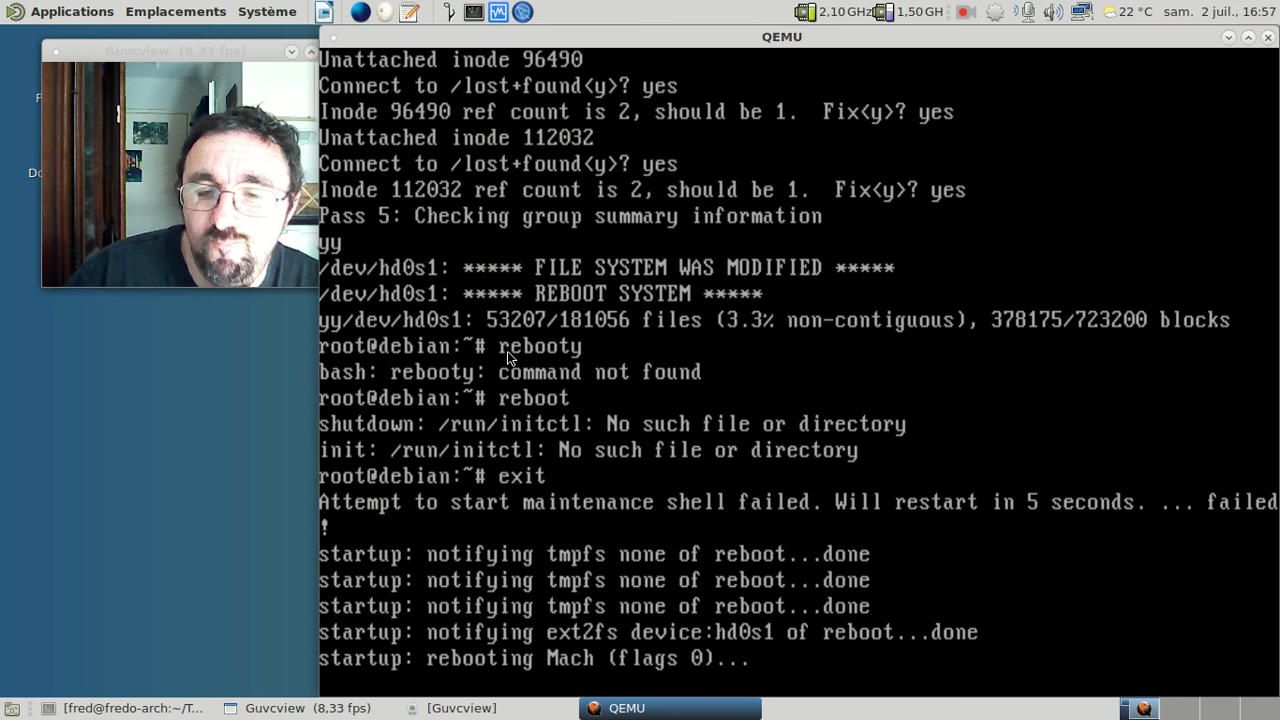 Applications Emplacements Système 2,10 GHz 1,50 GH 22 °C sam., 2 juil., 16:57
Guvcview (8,33 fps)
QEMU
Unattached inode 96490
Connect to /lost+found<y>? yes
Inode 96490 ref count is 2, should be 1.  Fix<y>? yes
Unattached inode 112032
Connect to /lost+found<y>? yes
Inode 112032 ref count is 2, should be 1.  Fix<y>? yes
Pass 5: Checking group summary information
yy
/dev/hd0s1: ***** FILE SYSTEM WAS MODIFIED *****
/dev/hd0s1: ***** REBOOT SYSTEM *****
yy/dev/hd0s1: 53207/181056 files (3.3% non-contiguous), 378175/723200 blocks
root@debian:~# rebooty
bash: rebooty: command not found
root@debian:~# reboot
shutdown: /run/initctl: No such file or directory
init: /run/initctl: No such file or directory
root@debian:~# exit
Attempt to start maintenance shell failed. Will restart in 5 seconds. ... failed
!
startup: notifying tmpfs none of reboot...done
startup: notifying tmpfs none of reboot...done
startup: notifying tmpfs none of reboot...done
startup: notifying ext2fs device:hd0s1 of reboot...done
startup: rebooting Mach (flags 0)...
[fred@fredo-arch:~/T... Guvcview (8,33 fps) [Guvcview] QEMU